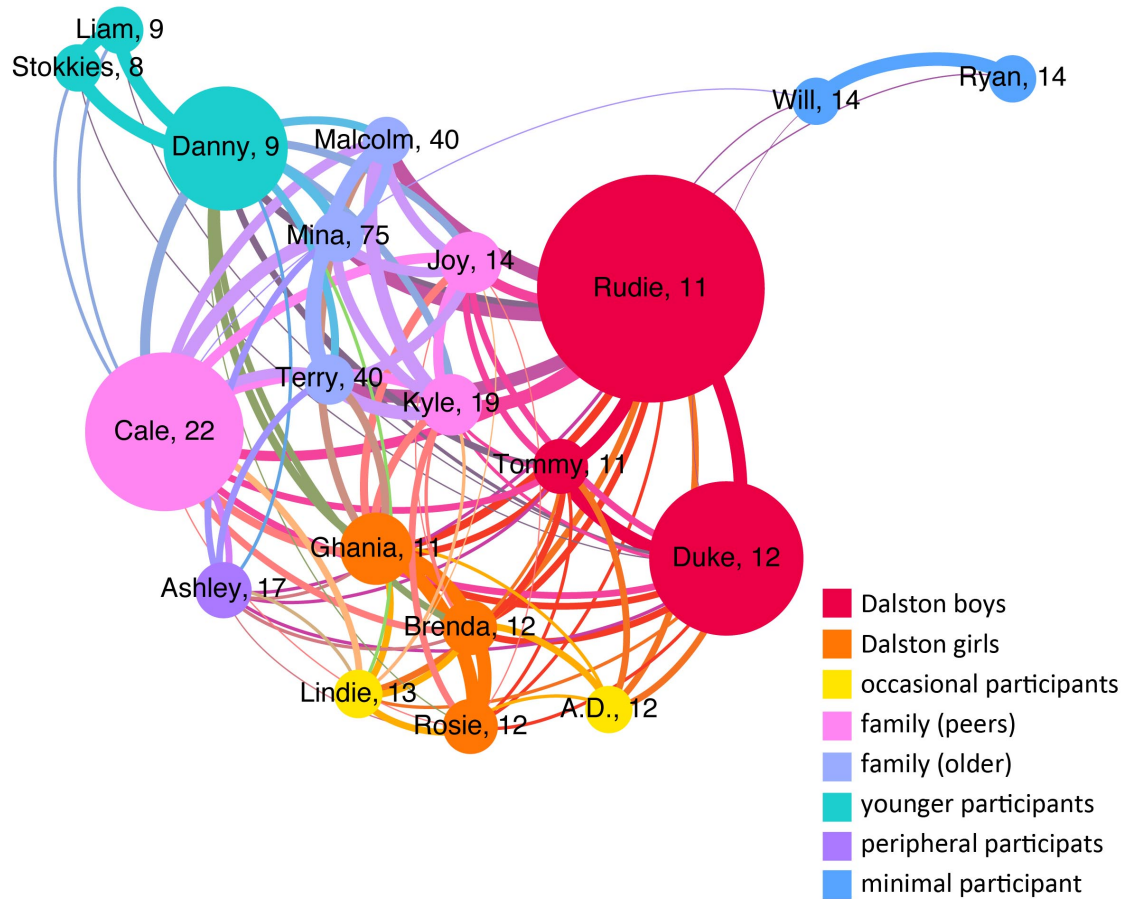 Liam, 9
Stokkies, 8
Ryan, 14
Will, 14
Danny, 9
Malcolm, 40
Mina, 75
Joy, 14
Rudie, 11
Terry, 40
Kyle, 19
Cale, 22
Tommy, 11
Ghania, 11
Duke, 12
Ashley, 17
Brenda, 12
Lindie, 13
A.D., 12
Rosie, 12
Dalston boys
Dalston girls
occasional participants
family (peers)
family (older)
younger participants
peripheral participats
minimal participant